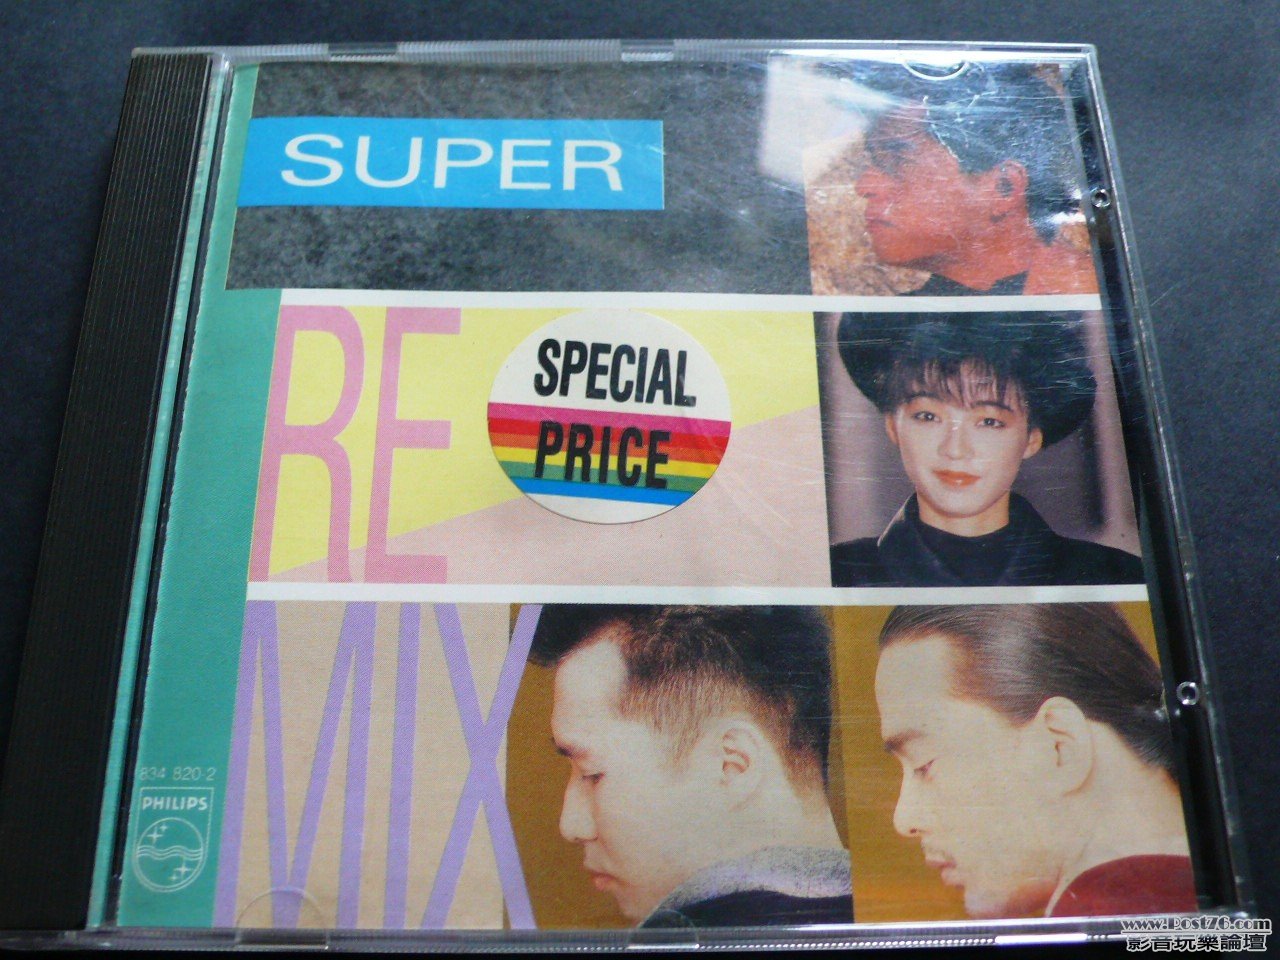 SUPER
RE
SPECIAL
PRICE
MIX
834 820-2
PHILIPS
www.Post76.com
影音玩樂論壇